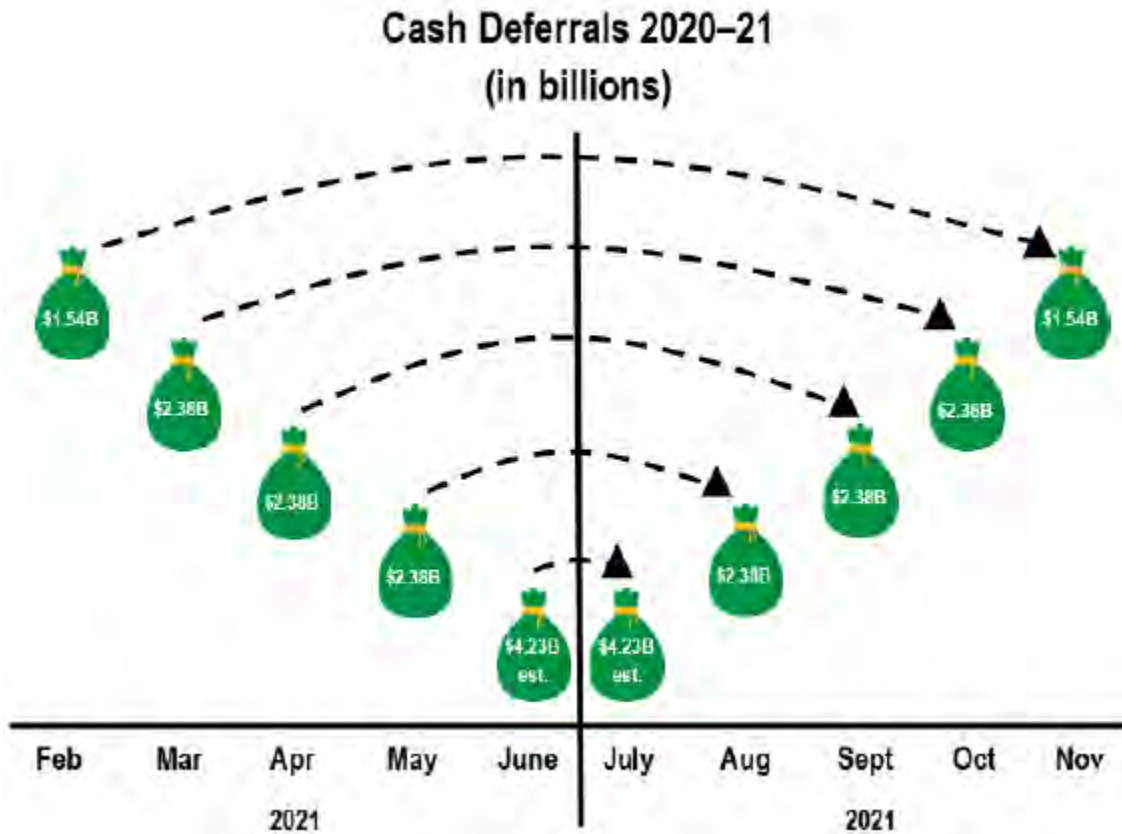 Cash Deferrals 2020–21
(in billions)
$1.54B
$1.54B
$2.38B
$2.38B
$2.38B
$2.38B
$2.38B
$2.38B
$4.23B
est.
$4.23B
est.
Feb Mar Apr May June July Aug Sept Oct Nov
2021 2021